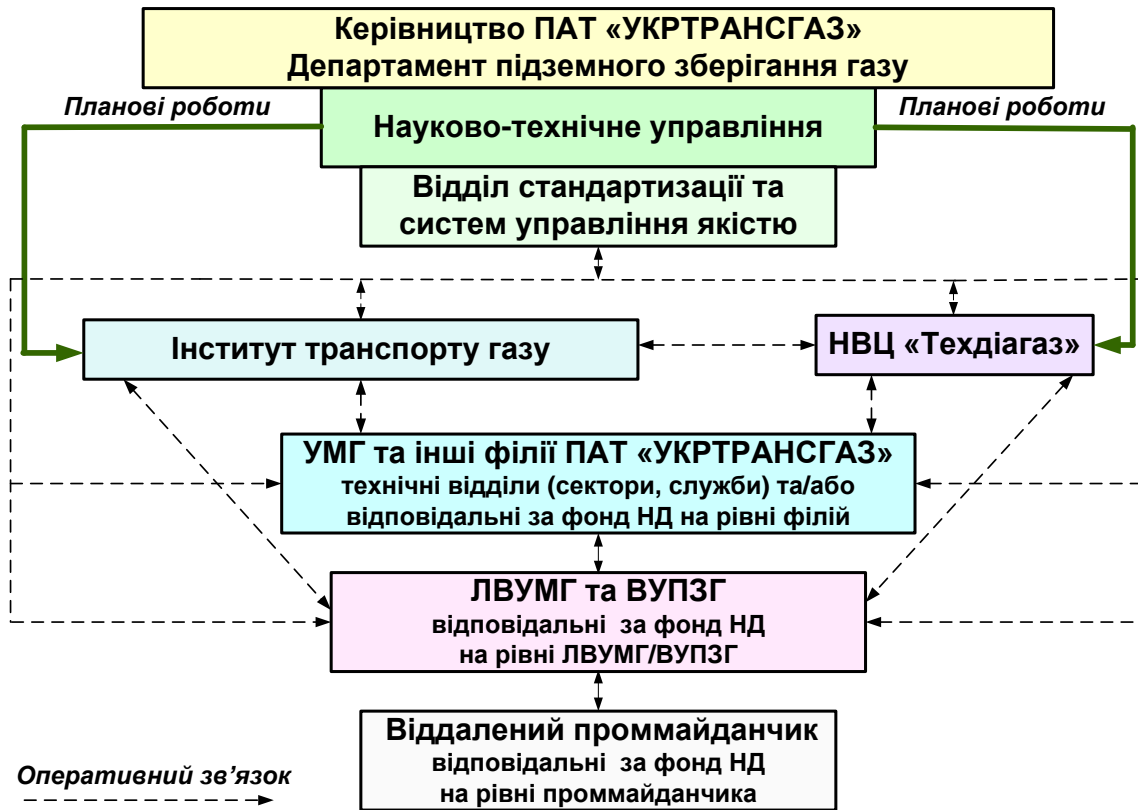 Керівництво ПАТ «УКРТРАНСГАЗ»
Департамент підземного зберігання газу
Планові роботи
Планові роботи
Науково-технічне управління
Відділ стандартизації та
систем управління якістю
Інститут транспорту газу
НВЦ «Техдіагаз»
УМГ та інші філії ПАТ «УКРТРАНСГАЗ»
технічні відділи (сектори, служби) та/або
відповідальні за фонд НД на рівні філій
ЛВУМГ та ВУПЗГ
відповідальні за фонд НД
на рівні ЛВУМГ/ВУПЗГ
Віддалений проммайданчик
відповідальні за фонд НД
на рівні проммайданчика
Оперативний зв’язок